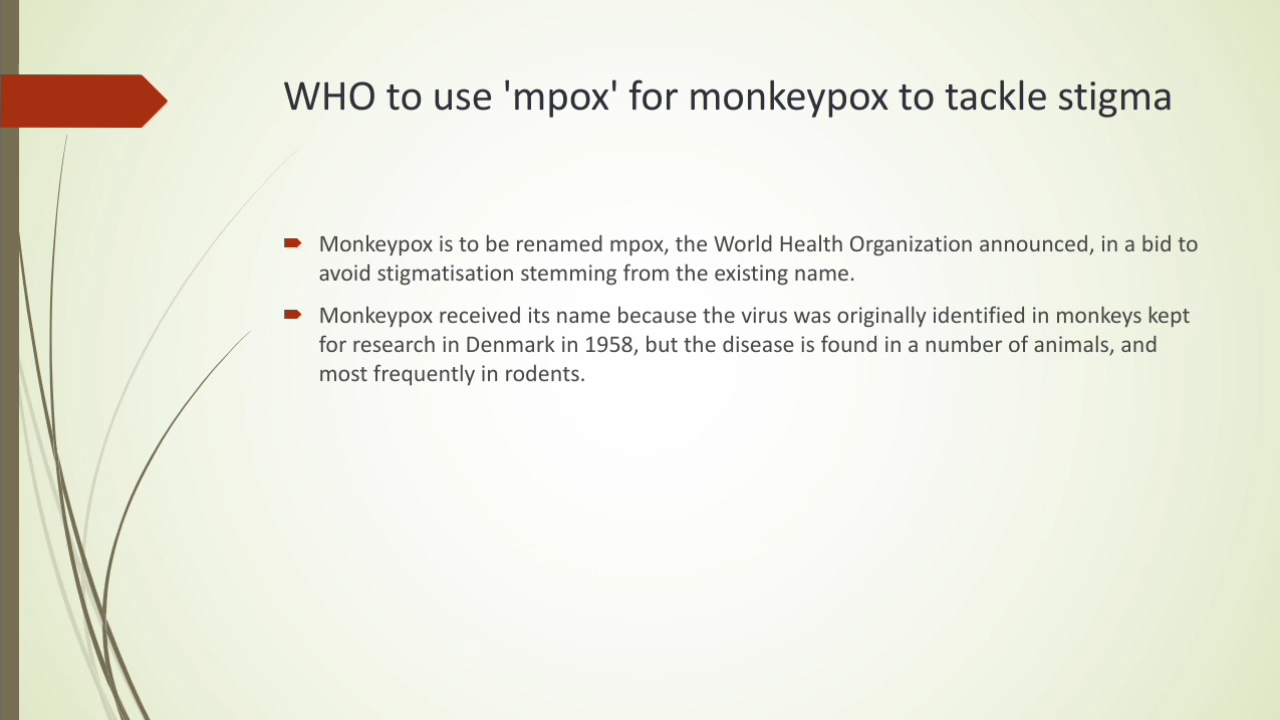 WHO to use 'mpox' for monkeypox to tackle stigma
Monkeypox is to be renamed mpox, the World Health Organization announced, in a bid to
avoid stigmatisation stemming from the existing name.
Monkeypox received its name because the virus was originally identified in monkeys kept
for research in Denmark in 1958, but the disease is found in a number of animals, and
most frequently in rodents.